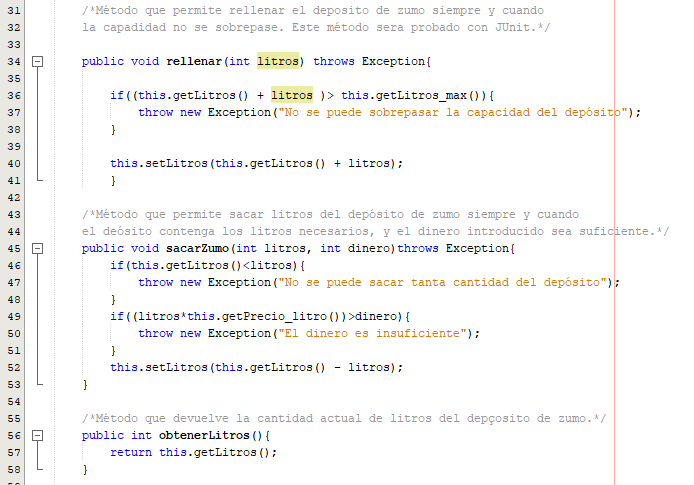 31 /*Método que permite rellenar el deposito de zumo siempre y cuando
32 la capadidad no se sobrepase. Este método sera probado con JUnit.*/
33
34 public void rellenar(int litros) throws Exception{
35
36 if((this.getLitros() + litros )> this.getLitros_max()){
37 throw new Exception("No se puede sobrepasar la capacidad del depósito");
38 }
39
40 this.setLitros(this.getLitros() + litros);
41 }
42
43 /*Método que permite sacar litros del depósito de zumo siempre y cuando
44 el deósito contenga los litros necesarios, y el dinero introducido sea suficiente.*/
45 public void sacarZumo(int litros, int dinero)throws Exception{
46 if(this.getLitros()<litros){
47 throw new Exception("No se puede sacar tanta cantidad del depósito");
48 }
49 if((litros*this.getPrecio_litro())>dinero){
50 throw new Exception("El dinero es insuficiente");
51 }
52 this.setLitros(this.getLitros() - litros);
53 }
54
55 /*Método que devuelve la cantidad actual de litros del depçosito de zumo.*/
56 public int obtenerLitros(){
57 return this.getLitros();
58 }